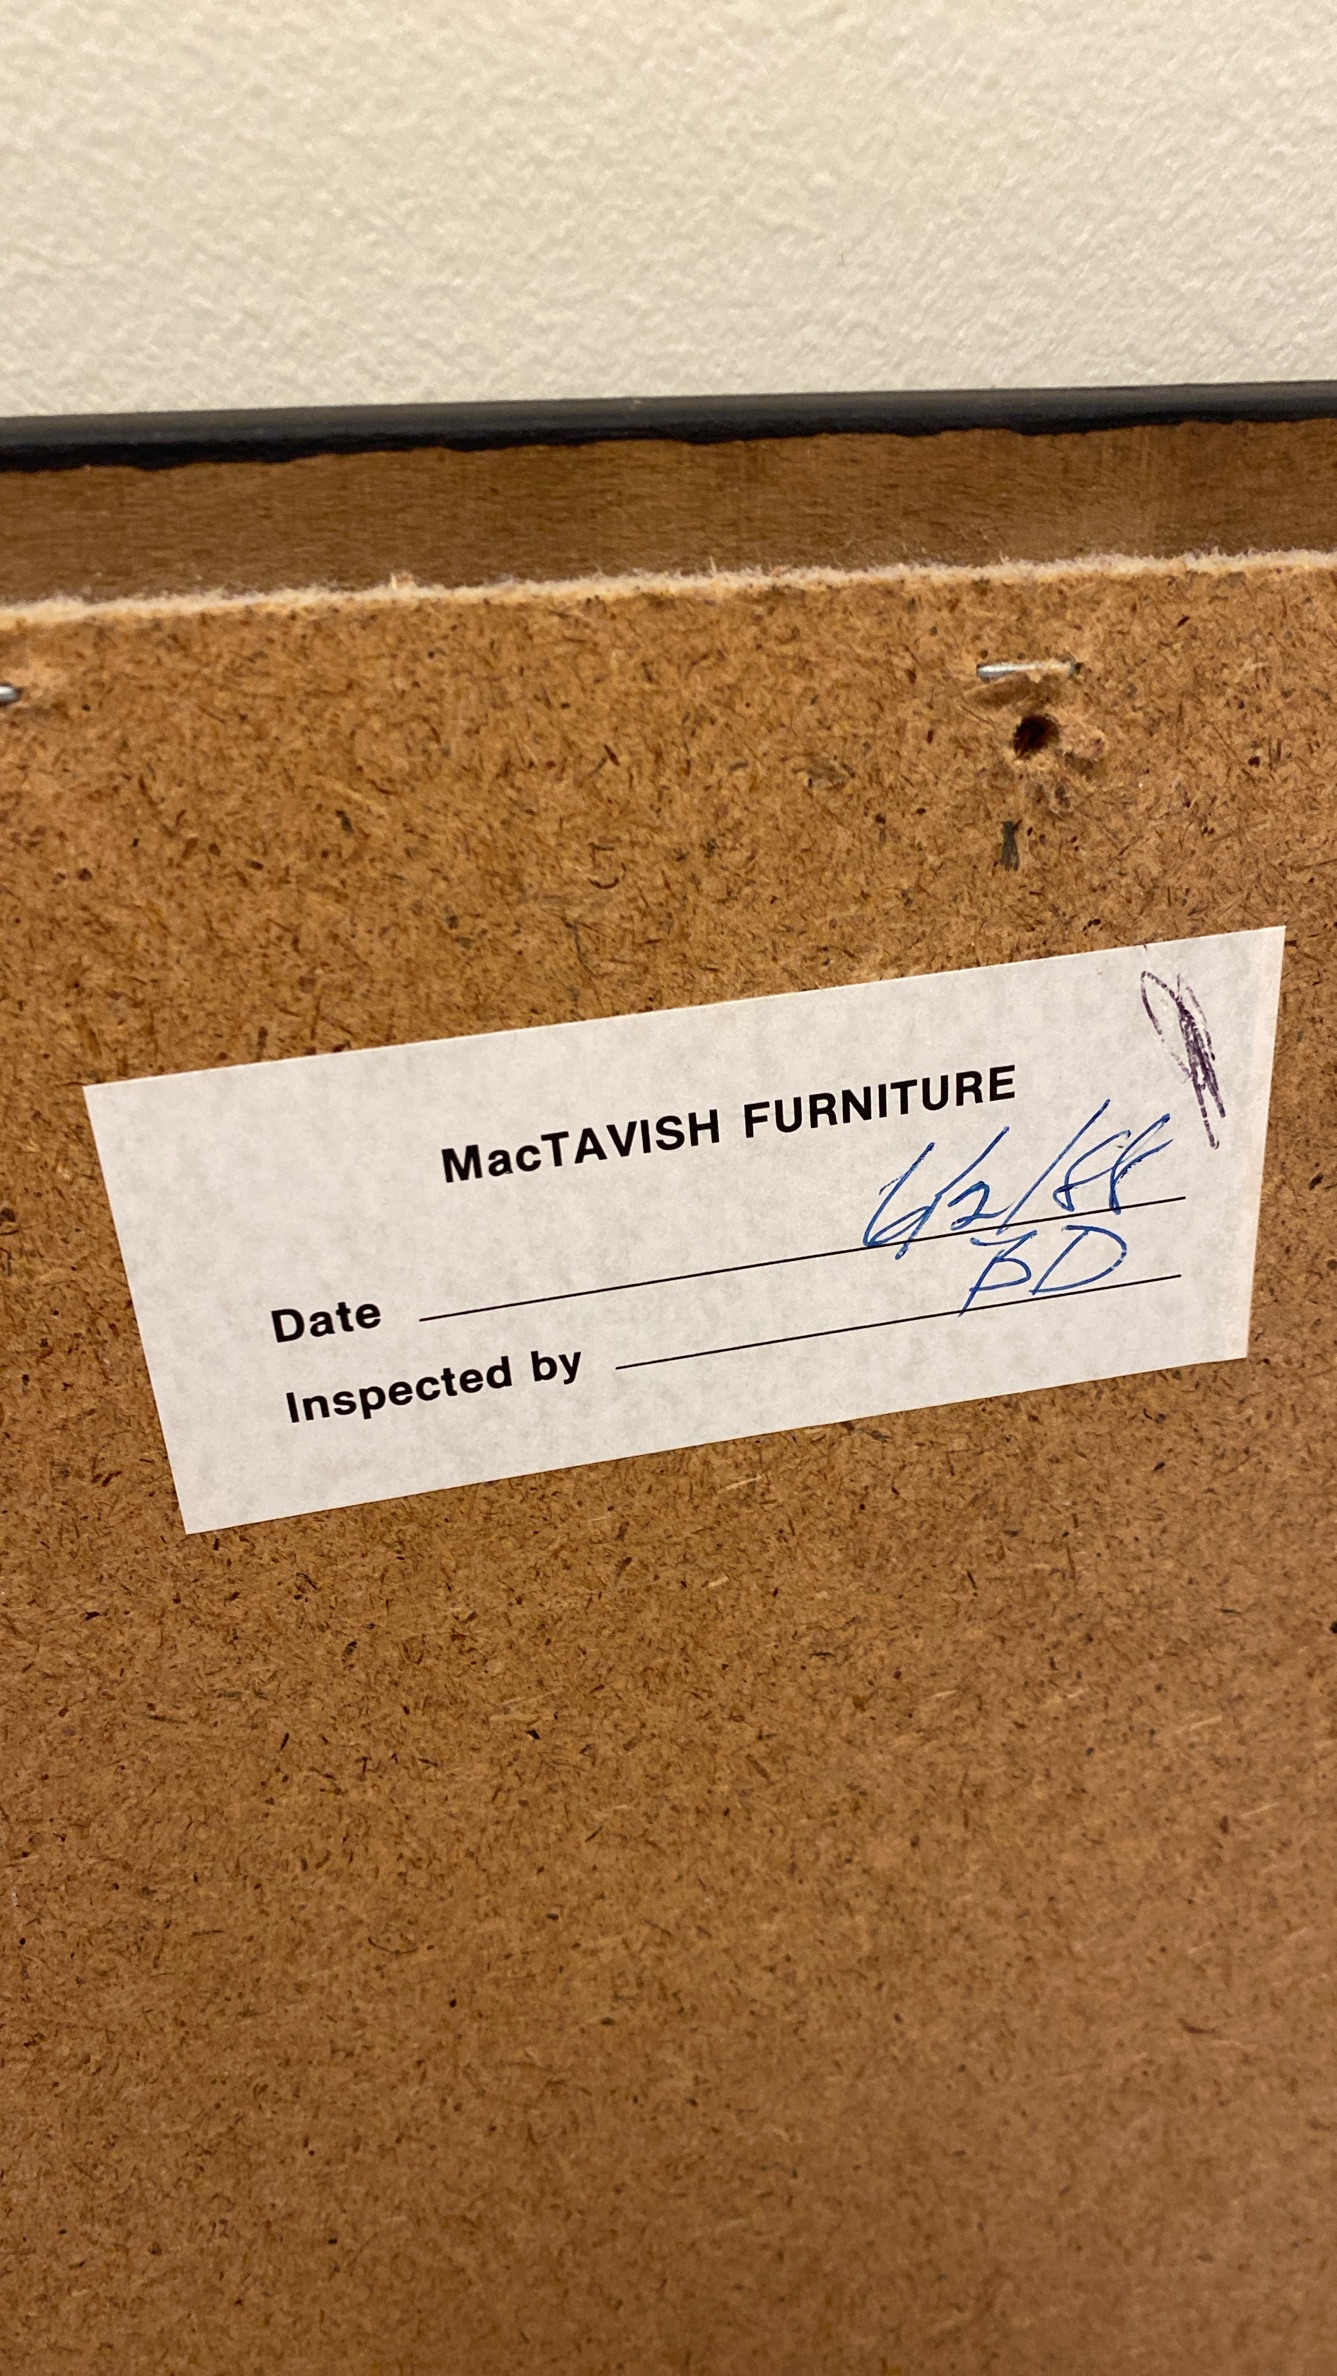 MacTAVISH FURNITURE
Date 6/2/88
Inspected by BD